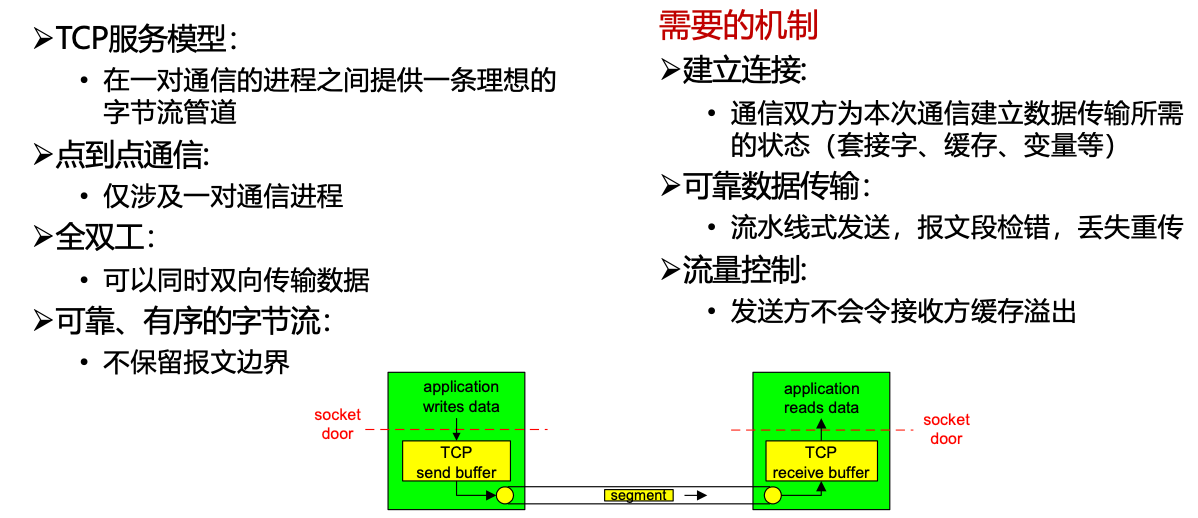 ➢TCP服务模型：
• 在一对通信的进程之间提供一条理想的
字节流管道
➢点到点通信:
• 仅涉及一对通信进程
➢全双工：
• 可以同时双向传输数据
➢可靠、有序的字节流：
• 不保留报文边界
需要的机制
➢建立连接:
• 通信双方为本次通信建立数据传输所需
的状态（套接字、缓存、变量等）
➢可靠数据传输：
• 流水线式发送，报文段检错，丢失重传
➢流量控制:
• 发送方不会令接收方缓存溢出
socket
door
application
writes data
TCP
send buffer
segment
application
reads data
TCP
receive buffer
socket
door